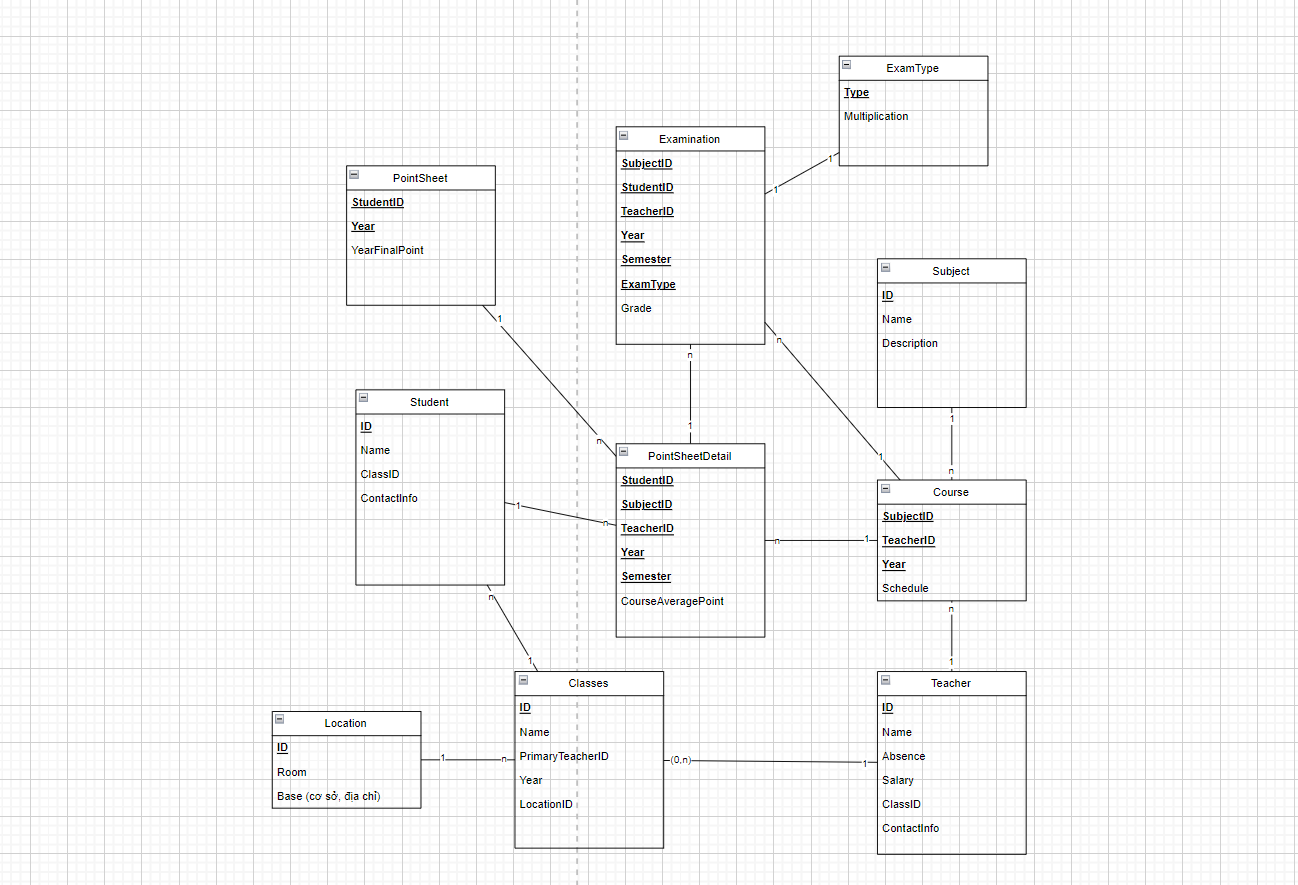 ExamType
Type
Multiplication
1
1
Examination
SubjectID
StudentID
TeacherID
Year
Semester
ExamType
Grade
PointSheet
StudentID
Year
YearFinalPoint
Subject
ID
Name
Description
1
n
n
1
Student
ID
Name
ClassID
ContactInfo
1
n
1
n
1
n
PointSheetDetail
StudentID
SubjectID
TeacherID
Year
Semester
CourseAveragePoint
1
n
Course
SubjectID
TeacherID
Year
Schedule
n
1
n
1
n
1
Classes
ID
Name
PrimaryTeacherID
Year
LocationID
Teacher
ID
Name
Absence
Salary
ClassID
ContactInfo
Location
ID
Room
Base (cơ sở, địa chỉ)
1
n
(0,n)
1